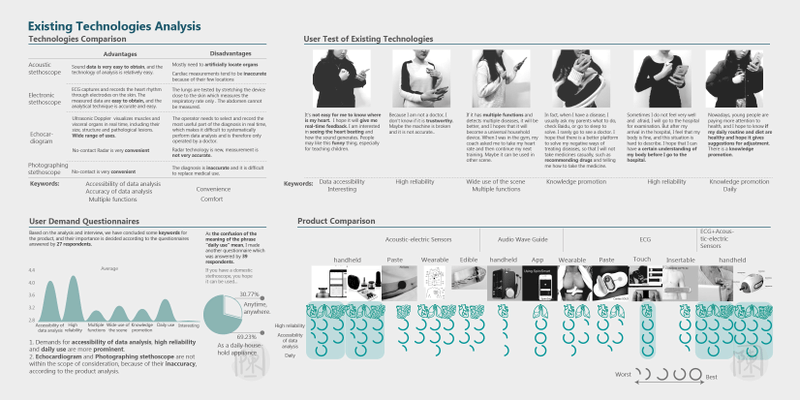 Existing Technologies Analysis
Technologies Comparison
Advantages
Disadvantages
Acoustic
stethoscope
Sound data is very easy to obtain, and the
technology of analysis is relatively easy.
Mostly need to artificially locate organs
Cardiac measurements tend to be inaccurate
because of their few locations
Electronic
stethoscope
ECG captures and records the heart rhythm
through electrodes on the skin. The
measured data are easy to obtain, and the
analytical technique is accurate and easy.
The lungs are tested by stretching the device
close to the skin which measures the
respiratory rate only . The abdomen cannot
be measured.
Echocar-
diogram
Ultrasonic Doppler visualizes muscles and
visceral organs in real time, including their
size, structure and pathological lesions.
Wide range of uses.
No contact Radar is very convenient
The operator needs to select and record the
most useful part of the diagnosis in real time,
which makes it difficult to systematically
perform data analysis and is therefore only
operated by a doctor.
Radar technology is new, measurement is
not very accurate.
Photographing
stethoscope
No-contact is very convenient
The diagnosis is inaccurate and it is difficult
to replace medical use.
Keywords:
Accessibility of data analysis
Accuracy of data analysis
Multiple functions
Convenience
Comfort
User Test of Existing Technologies
It's not easy for me to know where
is my heart. I hope it will give me
real-time feedback. I am interested
in seeing the heart beating and
how the sound generates. People
may like this funny thing, especially
for teaching children.
Because I am not a doctor, I
don't know if it is trustworthy.
Maybe the machine is broken
and it is not accurate.
If it has multiple functions and
detects multiple diseases, it will be
better, and I hopes that it will
become a universal household
device. When I was in the gym, my
coach asked me to take my heart
rate and then continue my next
training. Maybe it can be used in
other scene.
In fact, when I have a disease, I
usually ask my parents what to do,
check Baidu, or go to sleep to
solve. I rarely go to see a doctor. I
hope that there is a better platform
to solve my negative ways of
treating diseases, so that I will not
take medicines casually, such as
recommending drugs and telling
me how to take the medicine.
Sometimes I do not feel very well
and afraid, I will go to the hospital
for examination. But after my
arrival in the hospital, I feel that my
body is fine, and the situation is
hard to describe. I hope that I can
have a certain understanding of
my body before I go to the
hospital.
Nowadays, young people are
paying more attention to
health, and I hope to know if
my daily routine and diet are
healthy and hope it gives
suggestions for adjustment.
There is a knowledge
promotion.
Keywords:
Data accessibility
Interesting
High reliability
Wide use of the scene
Multiple functions
Knowledge promotion
High reliability
Knowledge promotion
Daily
User Demand Questionnaires
Based on the analysis and interview, we have concluded some keywords for
the product, and their importance is decided according to the questionnaires
answered by 27 respondents.
As the confusion of the
meaning of the phrase
"daily use" mean, I made
another questionnaire which
was answered by 39
respondents.
If you have a domestic
stethoscope, you hope
it can be used...
Average
4.4
4.0
3.6
3.2
2.8
Accessibility of
data analysis
High
reliability
Multiple
functions
Wide use of
scene
Knowledge
promotion
Daily use
Interesting
30.77%
Anytime,
anywhere.
69.23%
As a daily-house-
hold appliance
1. Demands for accessibility of data analysis, high reliability
and daily use are more prominent.
2. Echocardiogram and Photographing stethoscope are not
within the scope of consideration, because of their inaccuracy,
according to the product analysis.
Product Comparison
Acoustic-electric Sensors
Audio Wave Guide
ECG
ECG+Acous-
tic-electric
Sensors
handheld
Paste
Wearable
Edible
handheld
App
Wearable
Paste
Touch
Insertable
handheld
High reliability
Accessibility
of data
analysis
Daily
Worst
Best